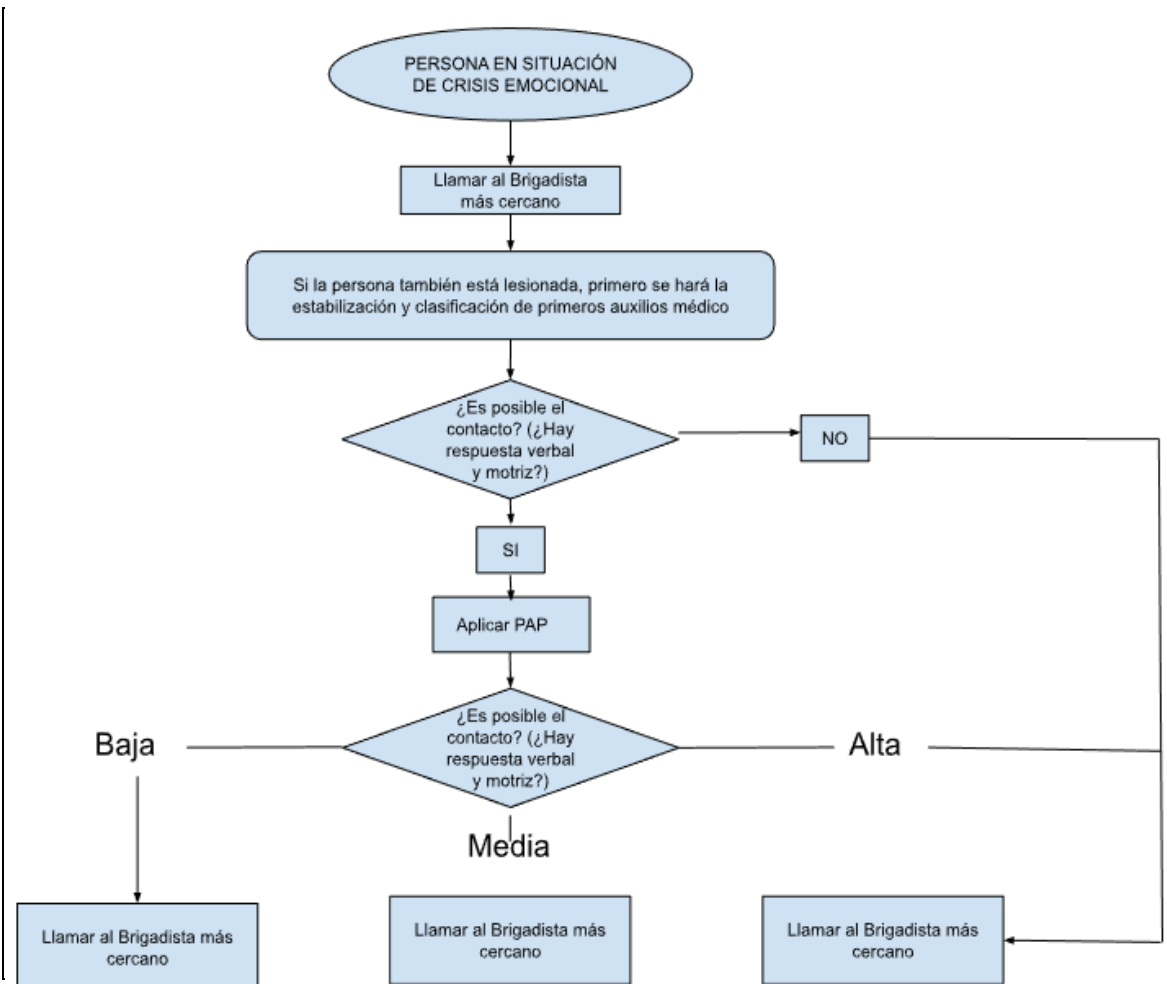 PERSONA EN SITUACIÓN
DE CRISIS EMOCIONAL
Llamar al Brigadista
más cercano
Si la persona también está lesionada, primero se hará la
estabilización y clasificación de primeros auxilios médico
¿Es posible el
contacto? (¿Hay
respuesta verbal
y motriz?)
NO
SI
Aplicar PAP
¿Es posible el
contacto? (¿Hay
respuesta verbal
y motriz?)
Baja
Alta
Media
Llamar al Brigadista más
cercano
Llamar al Brigadista más
cercano
Llamar al Brigadista más
cercano